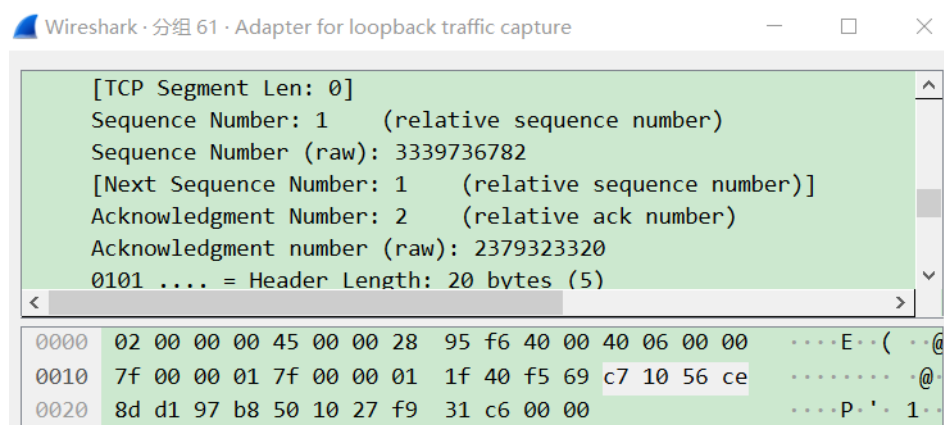 Wireshark · 分组 61 · Adapter for loopback traffic capture
[TCP Segment Len: 0]
Sequence Number: 1    (relative sequence number)
Sequence Number (raw): 3339736782
[Next Sequence Number: 1    (relative sequence number)]
Acknowledgment Number: 2    (relative ack number)
Acknowledgment number (raw): 2379323320
0101 .... = Header Length: 20 bytes (5)
0000  02 00 00 00 45 00 00 28  95 f6 40 00 40 06 00 00  ····E··( ··@
0010  7f 00 00 01 7f 00 00 01  1f 40 f5 69 c7 10 56 ce  ········ ·@·
0020  8d d1 97 b8 50 10 27 f9  31 c6 00 00  ····P·'· 1··